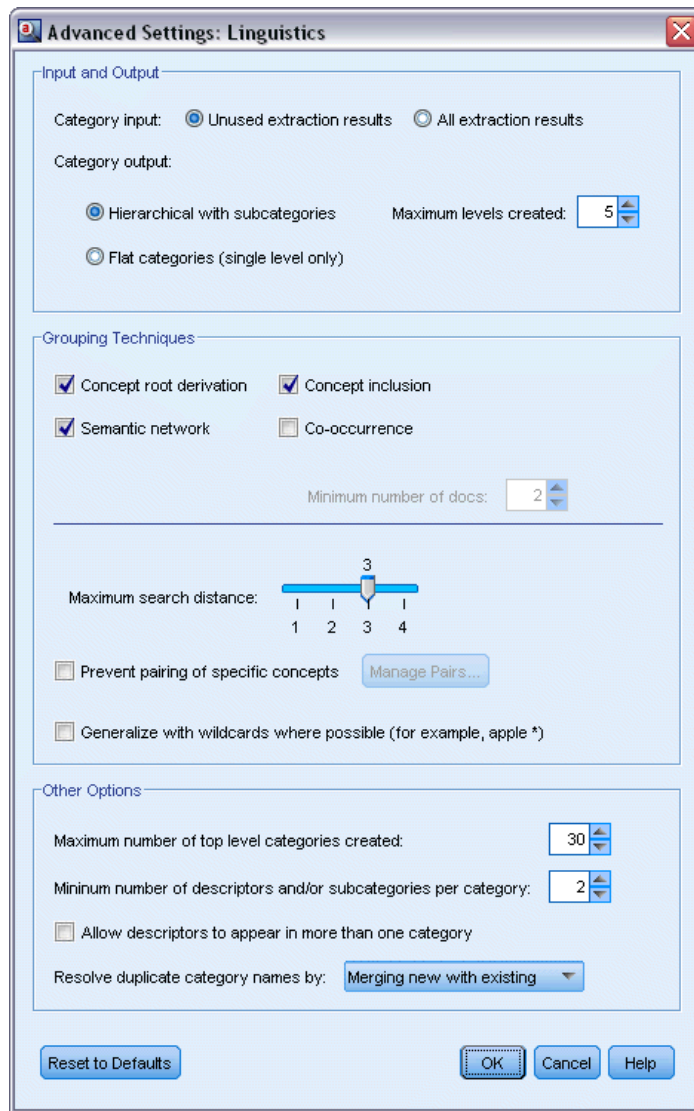 Advanced Settings: Linguistics
Input and Output
Category input: Unused extraction results All extraction results
Category output:
Hierarchical with subcategories Maximum levels created: 5
Flat categories (single level only)
Grouping Techniques
Concept root derivation Concept inclusion
Semantic network Co-occurrence
Minimum number of docs: 2
3
Maximum search distance:
1 2 3 4
Prevent pairing of specific concepts Manage Pairs...
Generalize with wildcards where possible (for example, apple *)
Other Options
Maximum number of top level categories created: 30
Mininum number of descriptors and/or subcategories per category: 2
Allow descriptors to appear in more than one category
Resolve duplicate category names by: Merging new with existing
Reset to Defaults OK Cancel Help